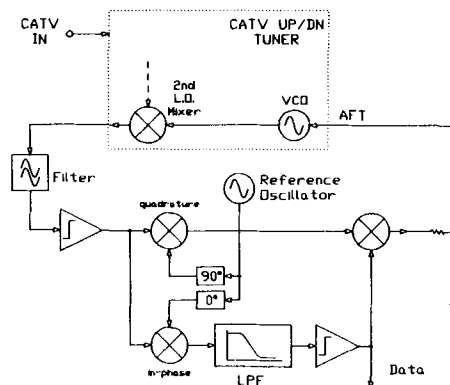 CATV
IN
CATV UP/DN
TUNER
2nd
L.O.
Mixer
VCO
AFT
Filter
Reference
Oscillator
quadrature
90°
0°
in-phase
LPF
Data